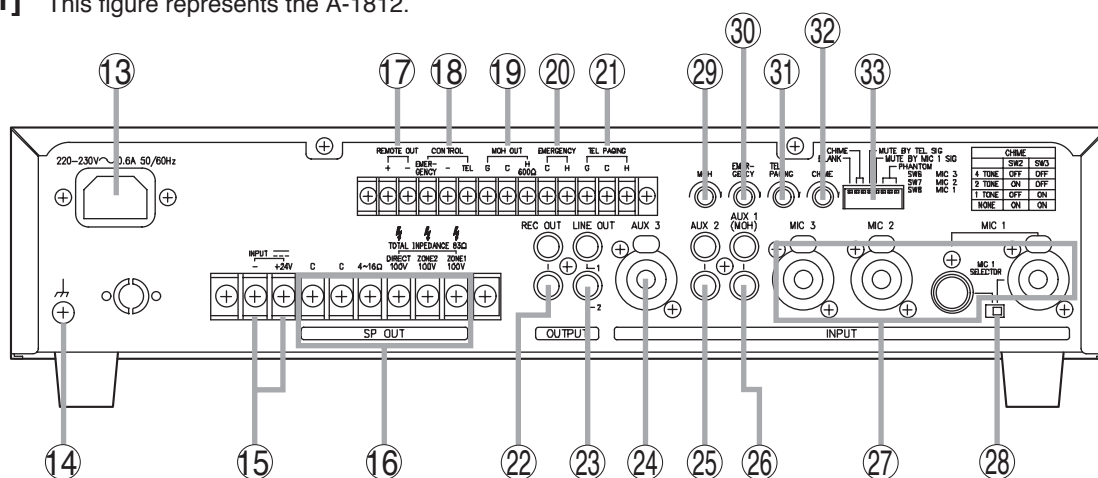 1] This figure represents the A-1812.
30 32
13 17 18 19 20 21 29 31 33
220–230V~ 0.6A 50/60Hz
REMOTE OUT CONTROL MOH OUT EMERGENCY TEL PAGING
+ − EMER-GENCY − TEL G C H 600Ω C H G C H
MOH EMER-GENCY TEL PAGING CHIME
CHIME
BLANK
MUTE BY TEL SIG
MUTE BY MIC 1 SIG
PHANTOM
SW6 MIC 3
SW7 MIC 2
SW8 MIC 1
CHIME
SW2 SW3
4 TONE OFF OFF
2 TONE ON OFF
1 TONE OFF ON
NONE ON ON
TOTAL IMPEDANCE 83Ω
INPUT
− +24V C C 4~16Ω DIRECT 100V ZONE2 100V ZONE1 100V
REC OUT LINE OUT AUX 3 AUX 2 AUX 1 (MOH) MIC 3 MIC 2 MIC 1
1
2
MIC 1 SELECTOR
SP OUT OUTPUT INPUT
14 15 16 22 23 24 25 26 27 28